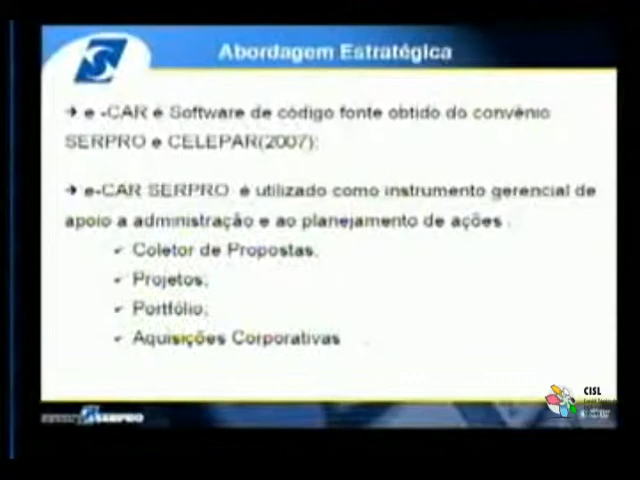 Abordagem Estratégica
➔ e -CAR é Software de código fonte obtido do convênio
SERPRO e CELEPAR(2007);
➔ e-CAR SERPRO é utilizado como instrumento gerencial de
apoio a administração e ao planejamento de ações .
✓ Coletor de Propostas.
✓ Projetos;
✓ Portfólio;
✓ Aquisições Corporativas
SERPRO
CISL